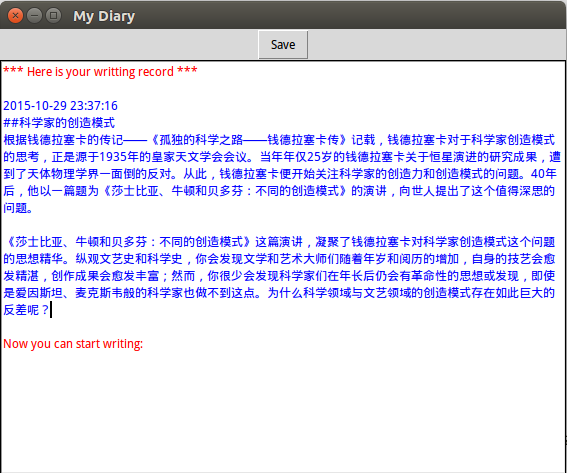 My Diary
Save
*** Here is your writting record ***
2015-10-29 23:37:16
##科学家的创造模式
根据钱德拉塞卡的传记——《孤独的科学之路——钱德拉塞卡传》记载，钱德拉塞卡对于科学家创造模式
的思考，正是源于1935年的皇家天文学会会议。当年年仅25岁的钱德拉塞卡关于恒星演进的研究成果，遭
到了天体物理学界一面倒的反对。从此，钱德拉塞卡便开始关注科学家的创造力和创造模式的问题。40年
后，他以一篇题为《莎士比亚、牛顿和贝多芬：不同的创造模式》的演讲，向世人提出了这个值得深思的
问题。
《莎士比亚、牛顿和贝多芬：不同的创造模式》这篇演讲，凝聚了钱德拉塞卡对科学家创造模式这个问题
的思想精华。纵观文艺史和科学史，你会发现文学和艺术大师们随着年岁和阅历的增加，自身的技艺会愈
发精湛，创作成果会愈发丰富；然而，你很少会发现科学家们在年长后仍会有革命性的思想或发现，即使
是爱因斯坦、麦克斯韦般的科学家也做不到这点。为什么科学领域与文艺领域的创造模式存在如此巨大的
反差呢？
Now you can start writing: